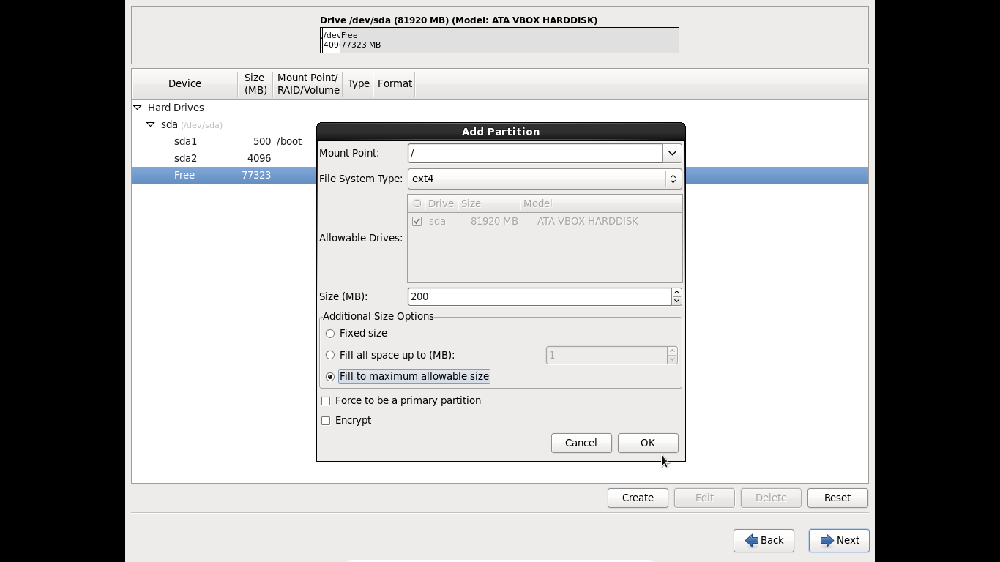 Drive /dev/sda (81920 MB) (Model: ATA VBOX HARDDISK)
/dev Free
409 77323 MB
Device Size (MB) Mount Point/ RAID/Volume Type Format
Hard Drives
sda (/dev/sda)
sda1 500 /boot
sda2 4096
Free 77323
Add Partition
Mount Point: /
File System Type: ext4
Drive Size Model
sda 81920 MB ATA VBOX HARDDISK
Allowable Drives:
Size (MB): 200
Additional Size Options
Fixed size
Fill all space up to (MB): 1
Fill to maximum allowable size
Force to be a primary partition
Encrypt
Cancel OK
Create Edit Delete Reset
Back Next